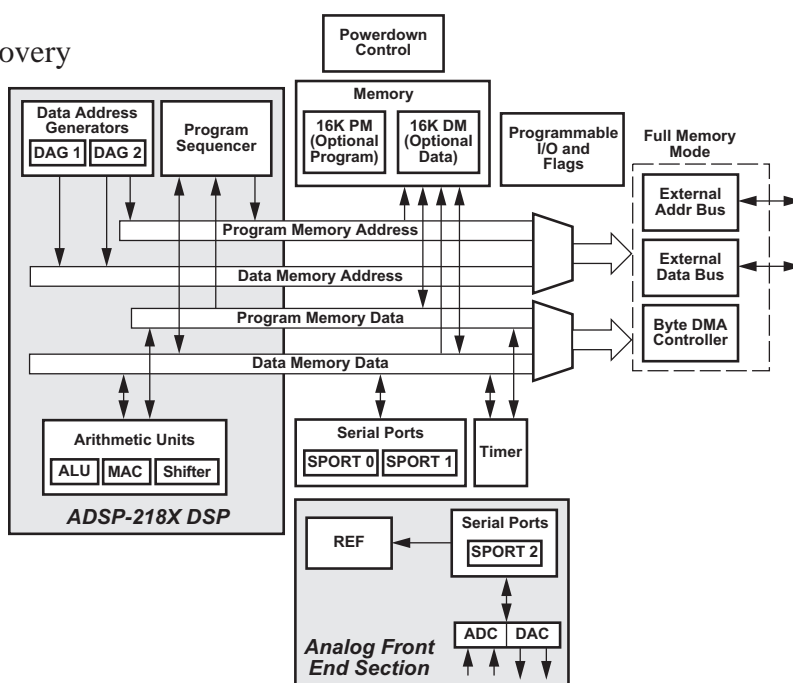 overy
Powerdown
Control
Data Address
Generators
DAG 1
DAG 2
Program
Sequencer
Memory
16K PM
(Optional
Program)
16K DM
(Optional
Data)
Programmable
I/O and
Flags
Full Memory
Mode
External
Addr Bus
External
Data Bus
Byte DMA
Controller
Program Memory Address
Data Memory Address
Program Memory Data
Data Memory Data
Arithmetic Units
ALU
MAC
Shifter
ADSP-218X DSP
Serial Ports
SPORT 0
SPORT 1
Timer
REF
Serial Ports
SPORT 2
ADC
DAC
Analog Front
End Section